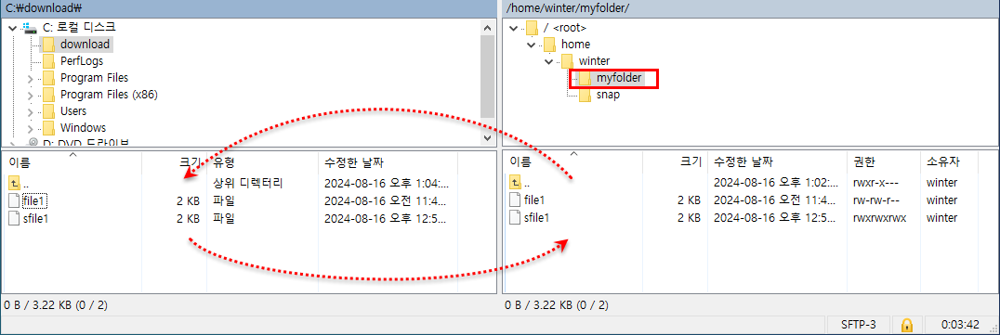 C:\download\
C: 로컬 디스크
download
PerfLogs
Program Files
Program Files (x86)
Users
Windows
D: DVD 드라이브
이름 크기 유형 수정한 날짜
.. 상위 디렉터리 2024-08-16 오후 1:04:...
file1 2 KB 파일 2024-08-16 오전 11:4...
sfile1 2 KB 파일 2024-08-16 오후 12:5...
0 B / 3.22 KB (0 / 2)
/home/winter/myfolder/
/ <root>
home
winter
myfolder
snap
이름 크기 수정한 날짜 권한 소유자
.. 2024-08-16 오후 1:02:... rwxr-x--- winter
file1 2 KB 2024-08-16 오전 11:4... rw-rw-r-- winter
sfile1 2 KB 2024-08-16 오후 12:5... rwxrwxrwx winter
0 B / 3.22 KB (0 / 2)
SFTP-3 0:03:42